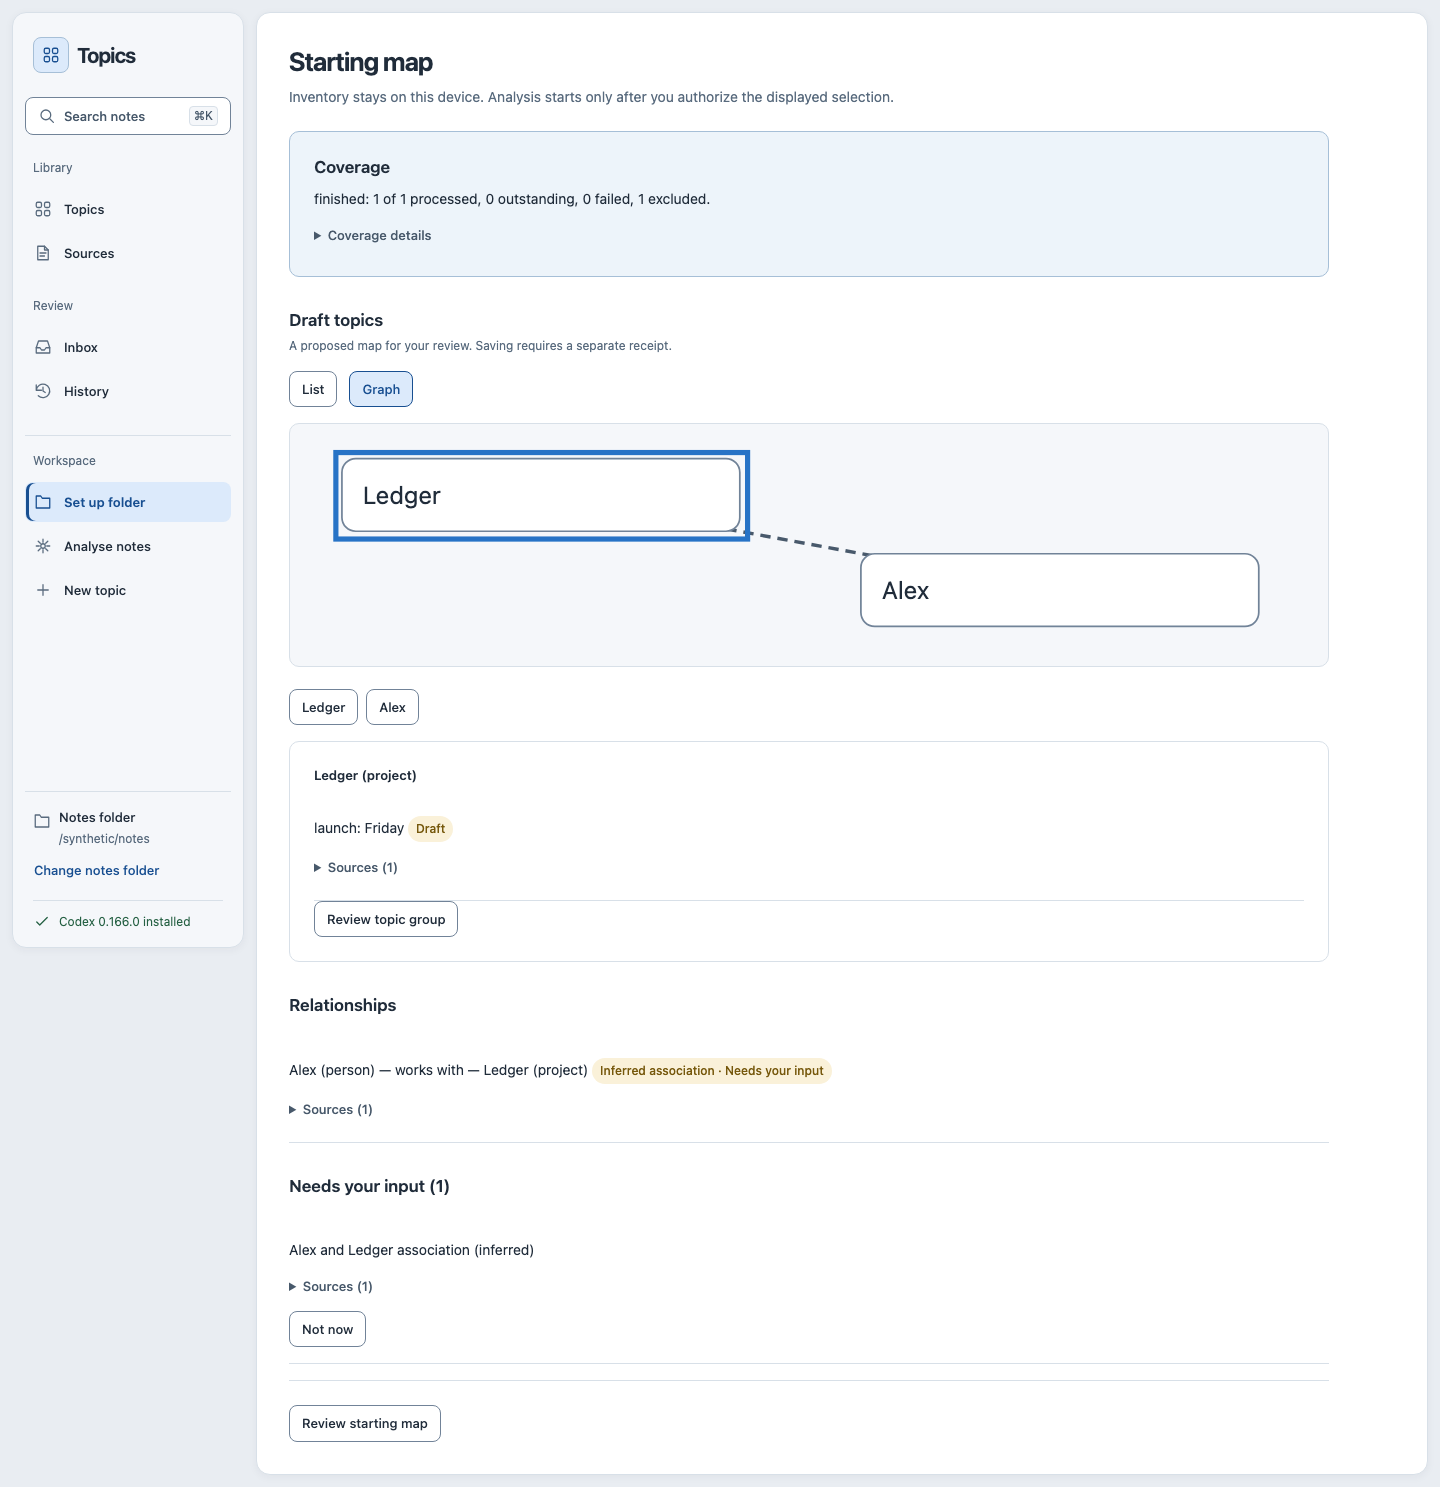 Topics
Search notes ⌘K
Library
Topics
Sources
Review
Inbox
History
Workspace
Set up folder
Analyse notes
New topic
Notes folder
/synthetic/notes
Change notes folder
Codex 0.166.0 installed
Starting map
Inventory stays on this device. Analysis starts only after you authorize the displayed selection.
Coverage
finished: 1 of 1 processed, 0 outstanding, 0 failed, 1 excluded.
Coverage details
Draft topics
A proposed map for your review. Saving requires a separate receipt.
List Graph
Ledger
Alex
Ledger Alex
Ledger (project)
launch: Friday Draft
Sources (1)
Review topic group
Relationships
Alex (person) — works with — Ledger (project) Inferred association · Needs your input
Sources (1)
Needs your input (1)
Alex and Ledger association (inferred)
Sources (1)
Not now
Review starting map